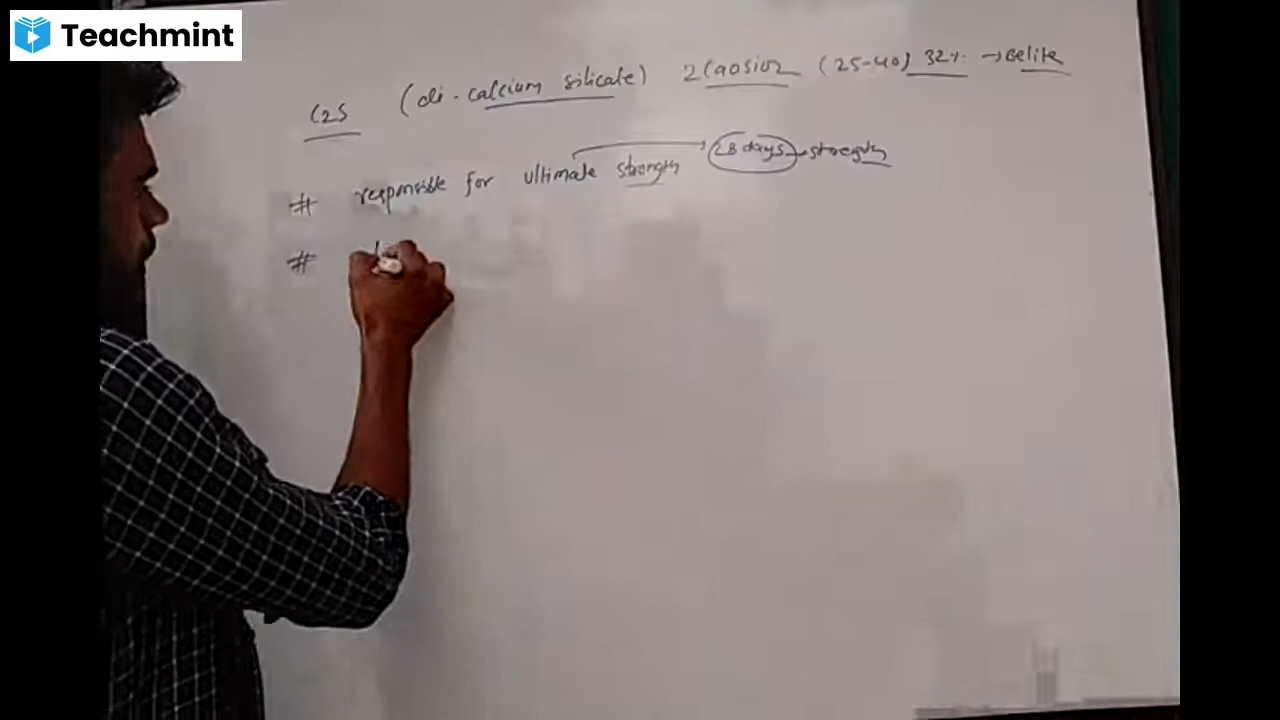 Teachmint
C2S (di-calcium silicate) 2CaOSiO2 (25-40) 32% → Belite
# responsible for ultimate strength 28 days → strength
#